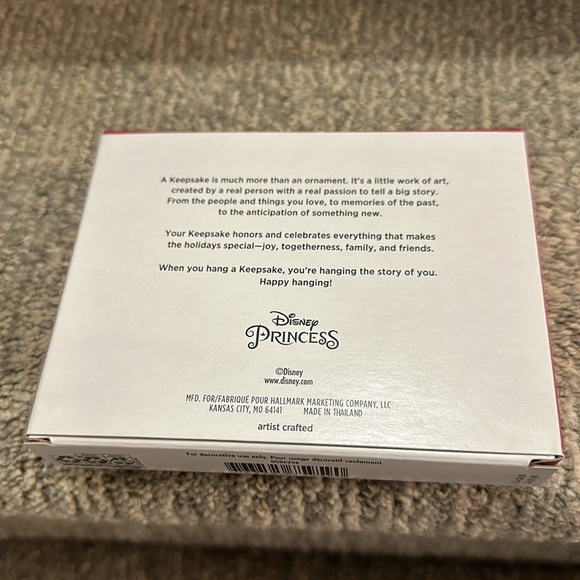 A Keepsake is much more than an ornament. It's a little work of art,
created by a real person with a real passion to tell a big story.
From the people and things you love, to memories of the past,
to the anticipation of something new.
Your Keepsake honors and celebrates everything that makes
the holidays special—joy, togetherness, family, and friends.
When you hang a Keepsake, you're hanging the story of you.
Happy hanging!
Disney
PRINCESS
©Disney
www.disney.com
MFD. FOR/FABRIQUÉ POUR HALLMARK MARKETING COMPANY, LLC
KANSAS CITY, MO 64141 MADE IN THAILAND
artist crafted
For decorative use only. Pour usage décoratif seulement.